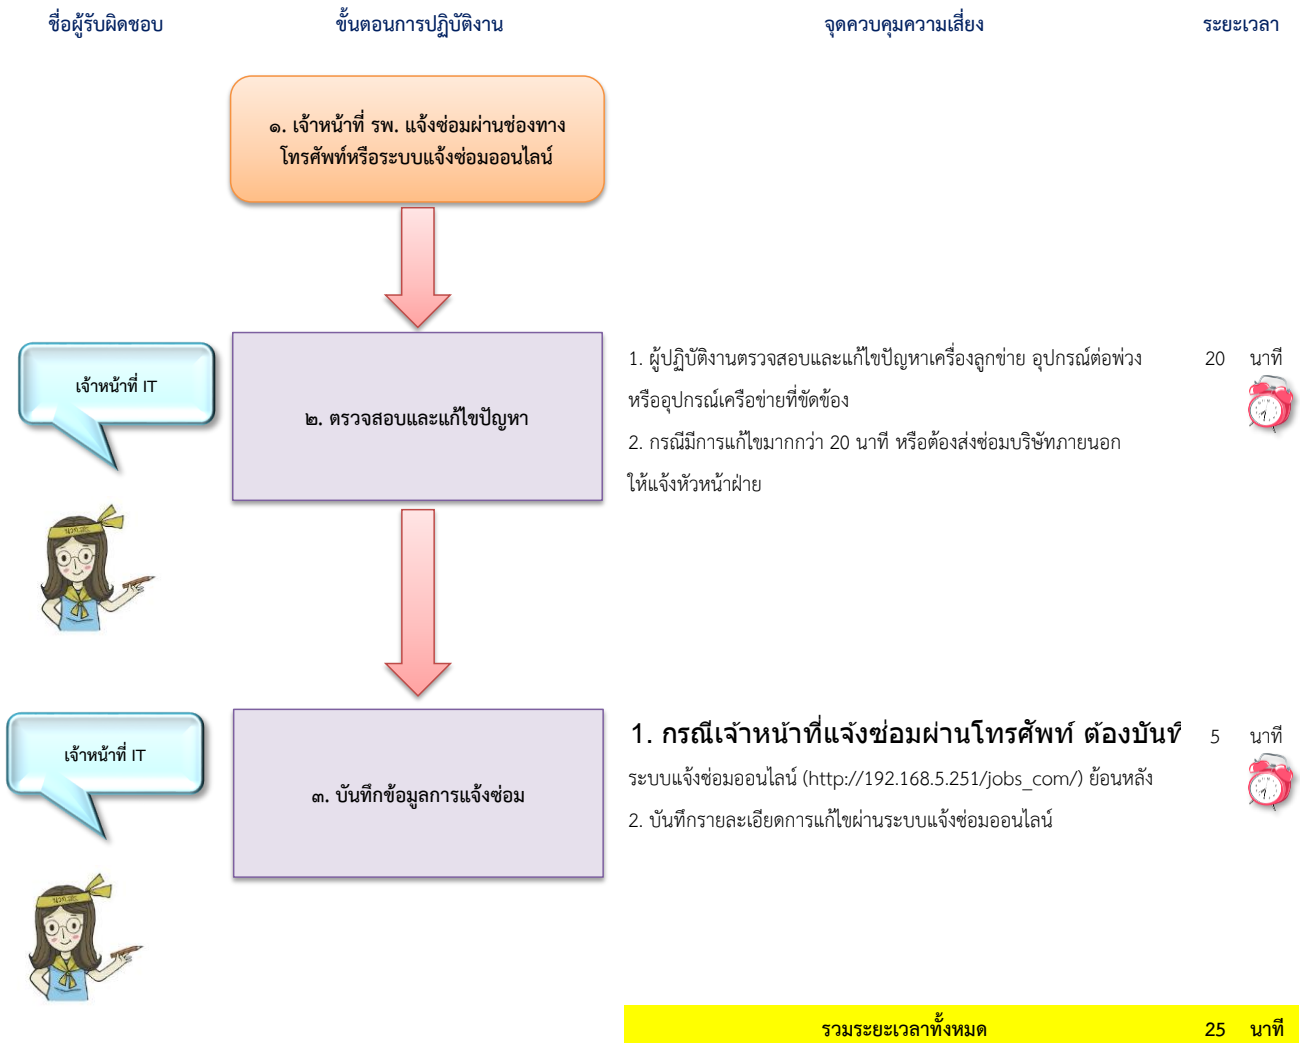 ชื่อผู้รับผิดชอบ ขั้นตอนการปฏิบัติงาน จุดควบคุมความเสี่ยง ระยะเวลา
๑. เจ้าหน้าที่ รพ. แจ้งซ่อมผ่านช่องทาง
โทรศัพท์หรือระบบแจ้งซ่อมออนไลน์
เจ้าหน้าที่ IT
๒. ตรวจสอบและแก้ไขปัญหา
1. ผู้ปฏิบัติงานตรวจสอบและแก้ไขปัญหาเครื่องลูกข่าย อุปกรณ์ต่อพ่วง 20 นาที
หรืออุปกรณ์เครือข่ายที่ขัดข้อง
2. กรณีมีการแก้ไขมากกว่า 20 นาที หรือต้องส่งซ่อมบริษัทภายนอก
ให้แจ้งหัวหน้าฝ่าย
เจ้าหน้าที่ IT
๓. บันทึกข้อมูลการแจ้งซ่อม
1. กรณีเจ้าหน้าที่แจ้งซ่อมผ่านโทรศัพท์ ต้องบันที 5 นาที
ระบบแจ้งซ่อมออนไลน์ (http://192.168.5.251/jobs_com/) ย้อนหลัง
2. บันทึกรายละเอียดการแก้ไขผ่านระบบแจ้งซ่อมออนไลน์
รวมระยะเวลาทั้งหมด 25 นาที